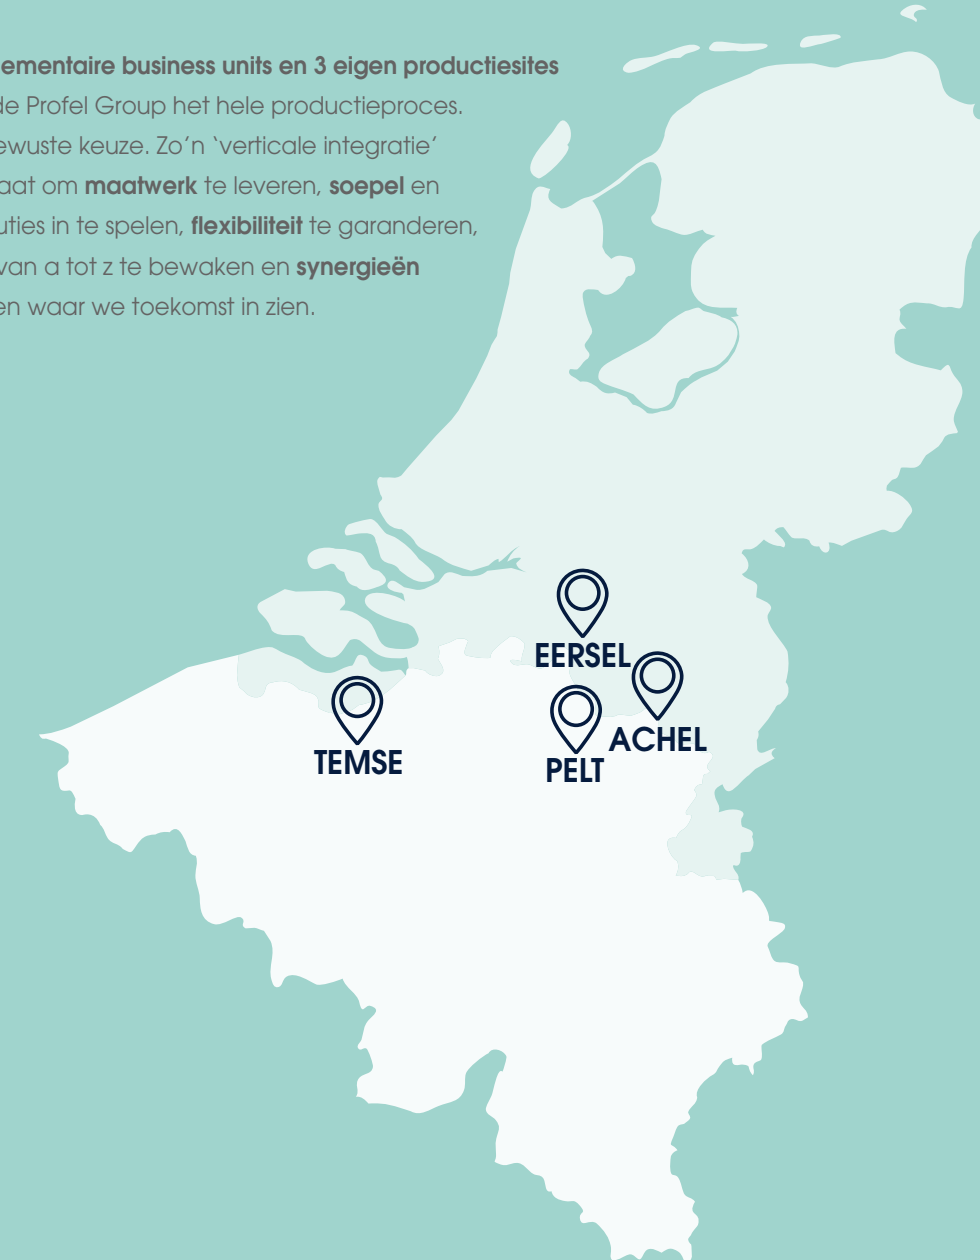 ementaire business units en 3 eigen productiesites
de Profel Group het hele productieproces.
ewuste keuze. Zo’n ‘verticale integratie’
aat om maatwerk te leveren, soepel en
uties in te spelen, flexibiliteit te garanderen,
van a tot z te bewaken en synergieën
en waar we toekomst in zien.
EERSEL
ACHEL
TEMSE
PELT